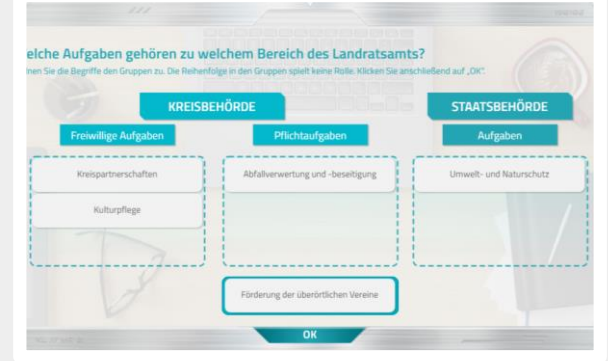 elche Aufgaben gehören zu welchem Bereich des Landratsamts?
nen Sie die Begriffe den Gruppen zu. Die Reihenfolge in den Gruppen spielt keine Rolle. Klicken Sie anschließend auf „OK".
KREISBEHÖRDE
STAATSBEHÖRDE
Freiwillige Aufgaben
Pflichtaufgaben
Aufgaben
Kreispartnerschaften
Abfallverwertung und -beseitigung
Umwelt- und Naturschutz
Kulturpflege
Förderung der überörtlichen Vereine
OK